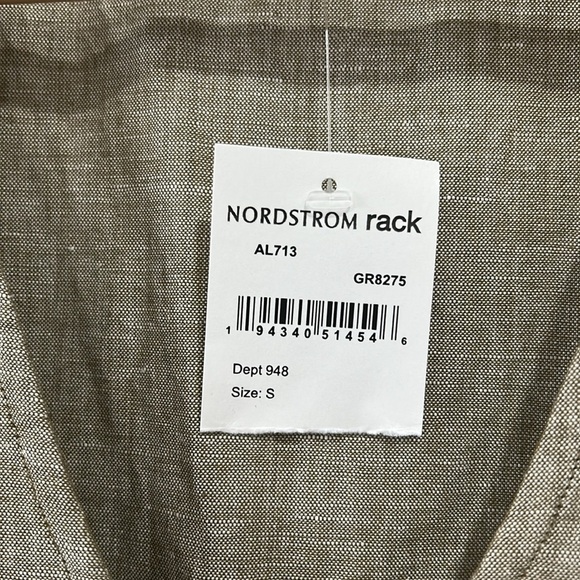 NORDSTROM rack
AL713
GR8275
1 94340 51454 6
Dept 948
Size: S